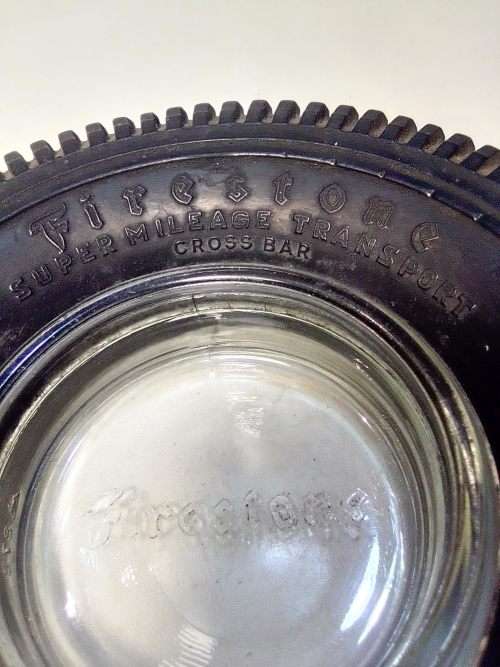 Firestone
SUPER MILEAGE TRANSPORT
CROSS BAR
Firestone